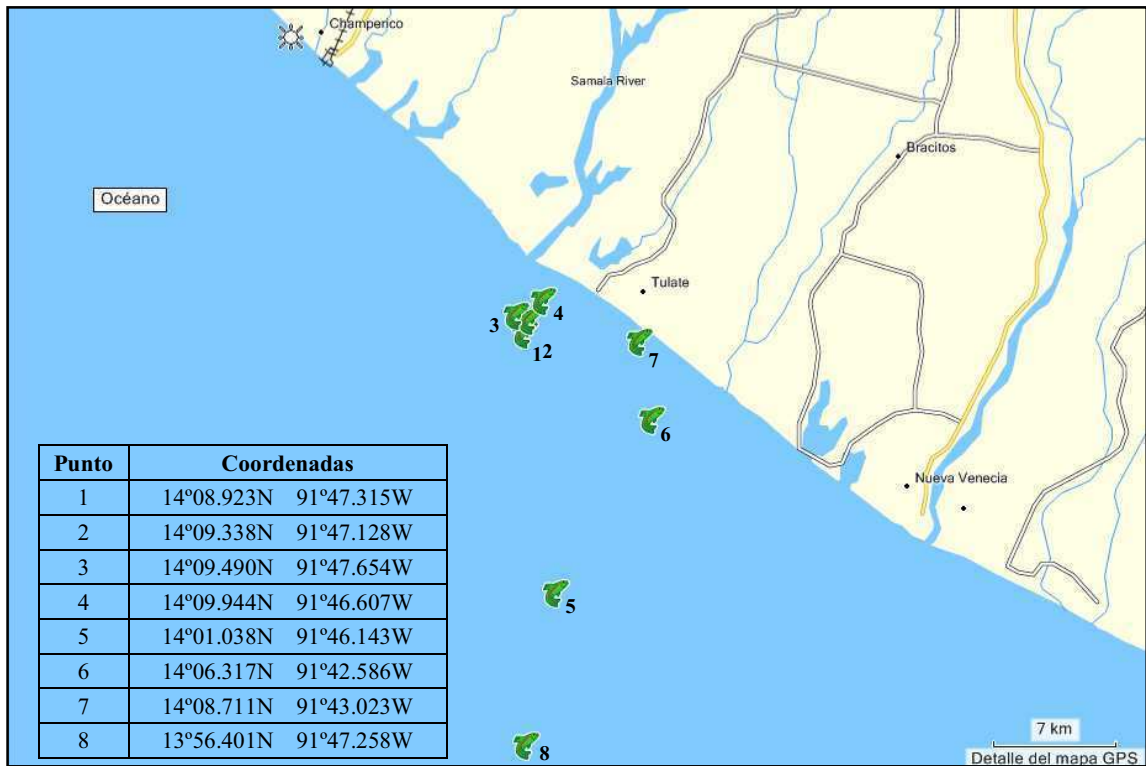 Champerico
Samala River
Bracitos
Océano
Tulate
3
4
1 2
7
6
Nueva Venecia
5
8
Punto Coordenadas
1 14º08.923N 91º47.315W
2 14º09.338N 91º47.128W
3 14º09.490N 91º47.654W
4 14º09.944N 91º46.607W
5 14º01.038N 91º46.143W
6 14º06.317N 91º42.586W
7 14º08.711N 91º43.023W
8 13º56.401N 91º47.258W
7 km
Detalle del mapa GPS